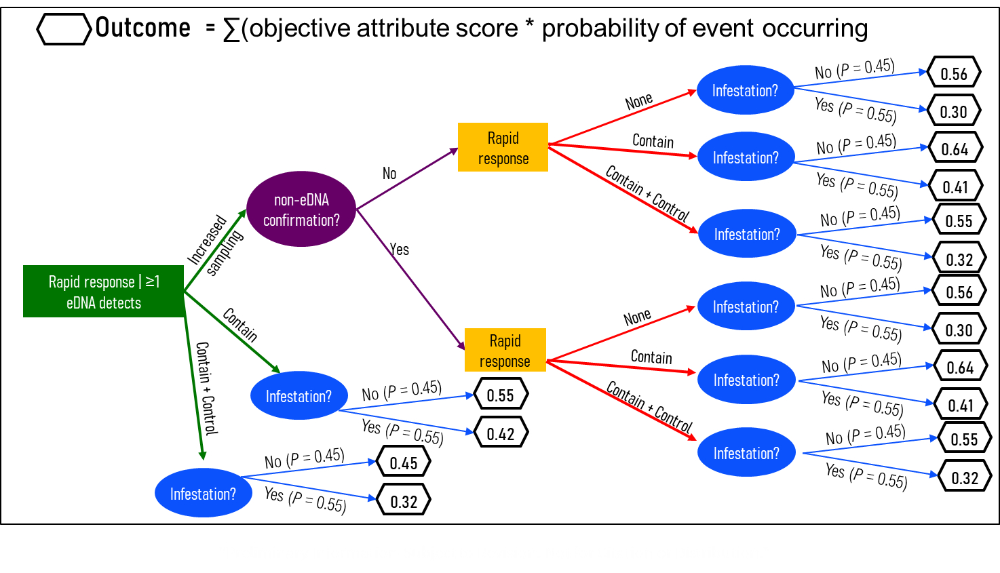 Outcome = ∑(objective attribute score * probability of event occurring
No (P = 0.45)
0.56
None
Infestation?
Yes (P = 0.55)
0.30
Rapid
response
Contain
No (P = 0.45)
0.64
Infestation?
Yes (P = 0.55)
0.41
No
Contain + Control
No (P = 0.45)
0.55
Infestation?
Yes (P = 0.55)
0.32
non-eDNA
confirmation?
Increased
sampling
Yes
Rapid response | ≥1
eDNA detects
No (P = 0.45)
0.56
None
Infestation?
Yes (P = 0.55)
0.30
Rapid
response
Contain
No (P = 0.45)
0.64
Infestation?
Yes (P = 0.55)
0.41
Contain + Control
No (P = 0.45)
0.55
Infestation?
Yes (P = 0.55)
0.32
Contain
Infestation?
No (P = 0.45)
0.55
Yes (P = 0.55)
0.42
Contain + Control
Infestation?
No (P = 0.45)
0.45
Yes (P = 0.55)
0.32